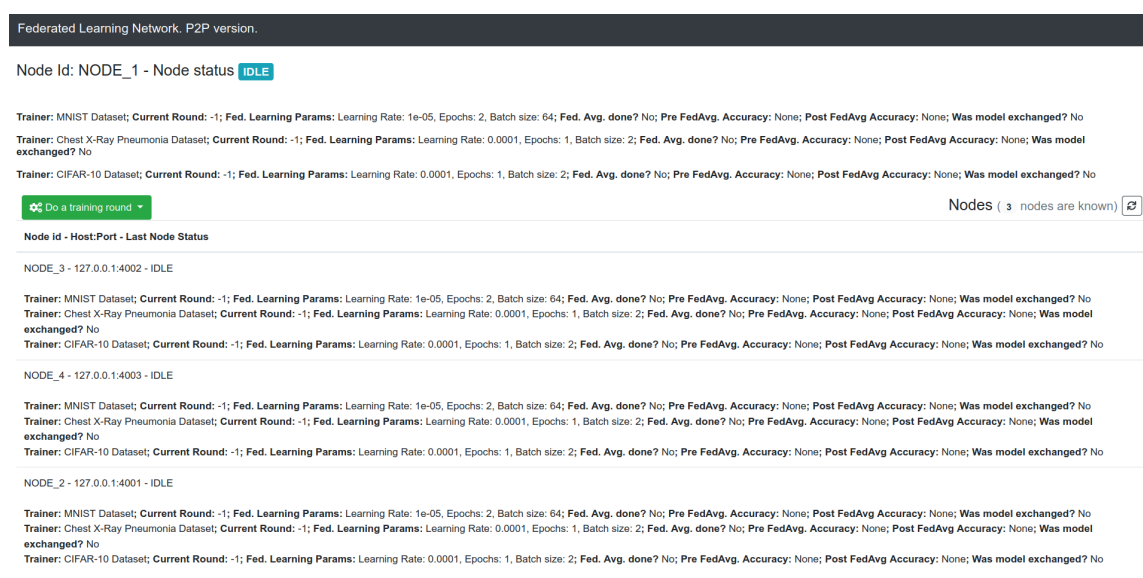 Federated Learning Network. P2P version.
Node Id: NODE_1 - Node status IDLE
Trainer: MNIST Dataset; Current Round: -1; Fed. Learning Params: Learning Rate: 1e-05, Epochs: 2, Batch size: 64; Fed. Avg. done? No; Pre FedAvg. Accuracy: None; Post FedAvg Accuracy: None; Was model exchanged? No
Trainer: Chest X-Ray Pneumonia Dataset; Current Round: -1; Fed. Learning Params: Learning Rate: 0.0001, Epochs: 1, Batch size: 2; Fed. Avg. done? No; Pre FedAvg. Accuracy: None; Post FedAvg Accuracy: None; Was model
exchanged? No
Trainer: CIFAR-10 Dataset; Current Round: -1; Fed. Learning Params: Learning Rate: 0.0001, Epochs: 1, Batch size: 2; Fed. Avg. done? No; Pre FedAvg. Accuracy: None; Post FedAvg Accuracy: None; Was model exchanged? No
Do a training round
Nodes ( 3 nodes are known)
Node id - Host:Port - Last Node Status
NODE_3 - 127.0.0.1:4002 - IDLE
Trainer: MNIST Dataset; Current Round: -1; Fed. Learning Params: Learning Rate: 1e-05, Epochs: 2, Batch size: 64; Fed. Avg. done? No; Pre FedAvg. Accuracy: None; Post FedAvg Accuracy: None; Was model exchanged? No
Trainer: Chest X-Ray Pneumonia Dataset; Current Round: -1; Fed. Learning Params: Learning Rate: 0.0001, Epochs: 1, Batch size: 2; Fed. Avg. done? No; Pre FedAvg. Accuracy: None; Post FedAvg Accuracy: None; Was model
exchanged? No
Trainer: CIFAR-10 Dataset; Current Round: -1; Fed. Learning Params: Learning Rate: 0.0001, Epochs: 1, Batch size: 2; Fed. Avg. done? No; Pre FedAvg. Accuracy: None; Post FedAvg Accuracy: None; Was model exchanged? No
NODE_4 - 127.0.0.1:4003 - IDLE
Trainer: MNIST Dataset; Current Round: -1; Fed. Learning Params: Learning Rate: 1e-05, Epochs: 2, Batch size: 64; Fed. Avg. done? No; Pre FedAvg. Accuracy: None; Post FedAvg Accuracy: None; Was model exchanged? No
Trainer: Chest X-Ray Pneumonia Dataset; Current Round: -1; Fed. Learning Params: Learning Rate: 0.0001, Epochs: 1, Batch size: 2; Fed. Avg. done? No; Pre FedAvg. Accuracy: None; Post FedAvg Accuracy: None; Was model
exchanged? No
Trainer: CIFAR-10 Dataset; Current Round: -1; Fed. Learning Params: Learning Rate: 0.0001, Epochs: 1, Batch size: 2; Fed. Avg. done? No; Pre FedAvg. Accuracy: None; Post FedAvg Accuracy: None; Was model exchanged? No
NODE_2 - 127.0.0.1:4001 - IDLE
Trainer: MNIST Dataset; Current Round: -1; Fed. Learning Params: Learning Rate: 1e-05, Epochs: 2, Batch size: 64; Fed. Avg. done? No; Pre FedAvg. Accuracy: None; Post FedAvg Accuracy: None; Was model exchanged? No
Trainer: Chest X-Ray Pneumonia Dataset; Current Round: -1; Fed. Learning Params: Learning Rate: 0.0001, Epochs: 1, Batch size: 2; Fed. Avg. done? No; Pre FedAvg. Accuracy: None; Post FedAvg Accuracy: None; Was model
exchanged? No
Trainer: CIFAR-10 Dataset; Current Round: -1; Fed. Learning Params: Learning Rate: 0.0001, Epochs: 1, Batch size: 2; Fed. Avg. done? No; Pre FedAvg. Accuracy: None; Post FedAvg Accuracy: None; Was model exchanged? No